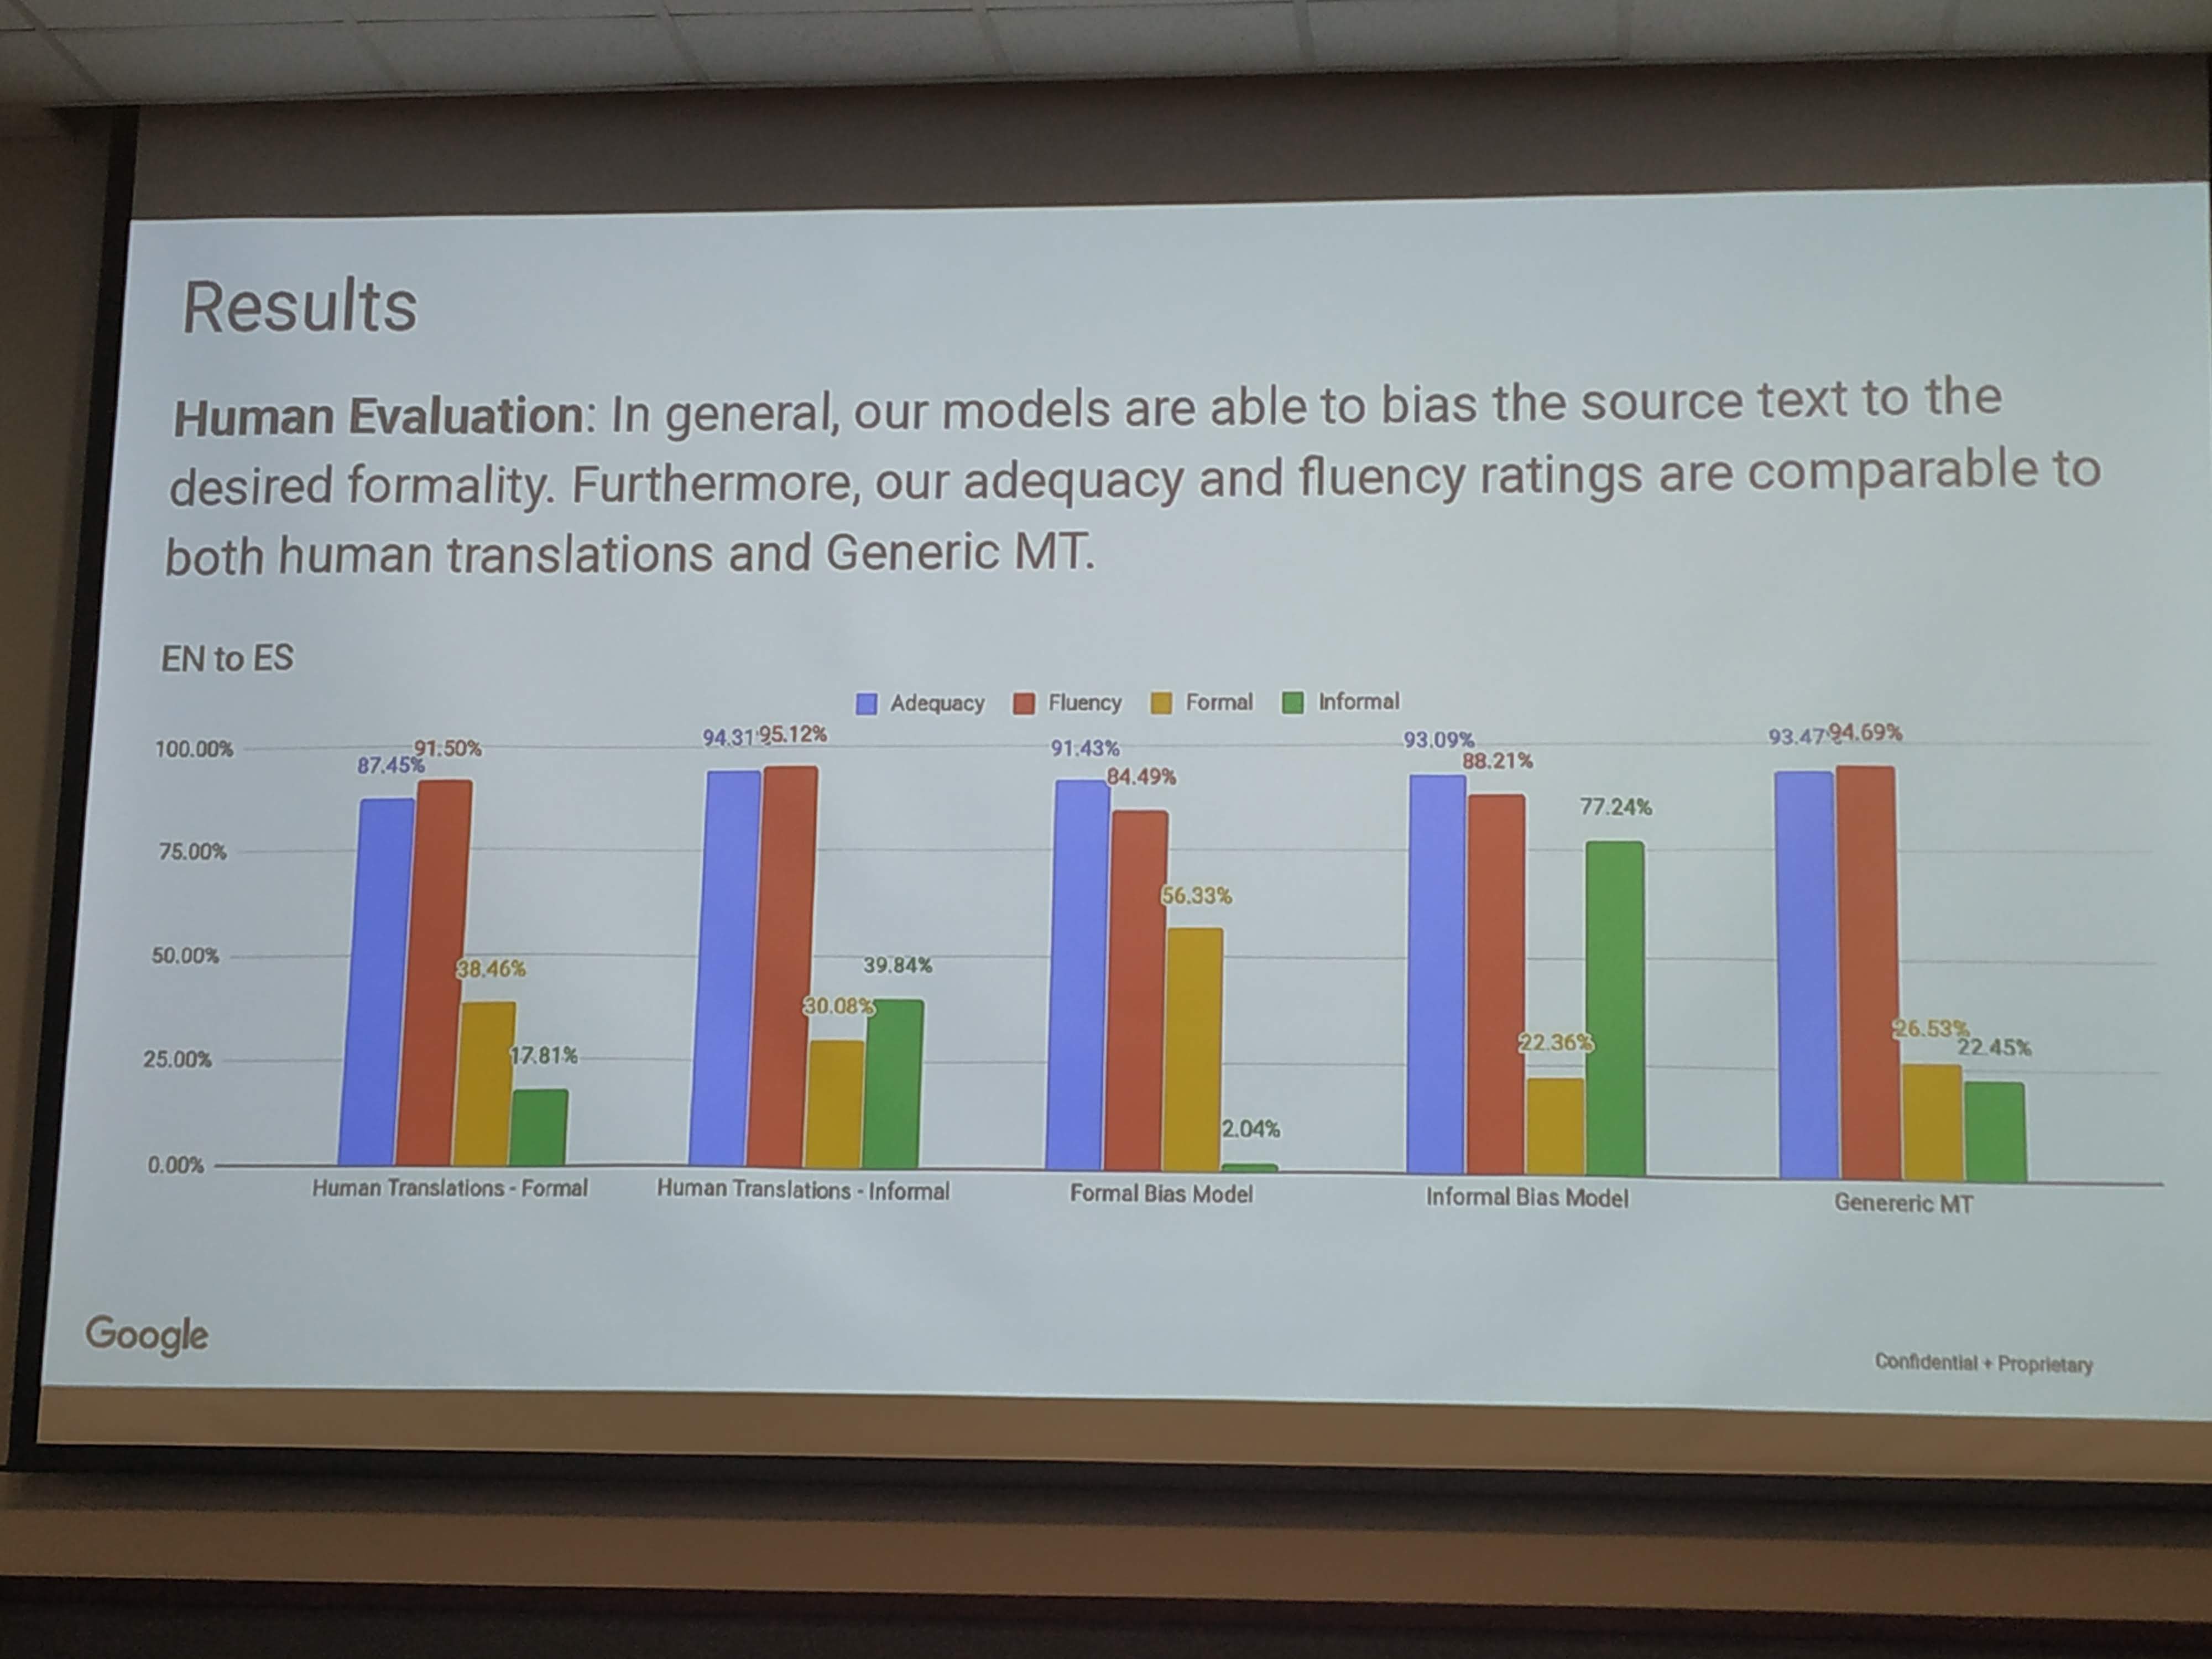 Results
Human Evaluation: In general, our models are able to bias the source text to the
desired formality. Furthermore, our adequacy and fluency ratings are comparable to
both human translations and Generic MT.
EN to ES
Adequacy Fluency Formal Informal
100.00%
75.00%
50.00%
25.00%
0.00%
87.45% 91.50% 38.46% 17.81%
94.31 95.12% 30.08% 39.84%
91.43% 84.49% 56.33% 2.04%
93.09% 88.21% 22.36% 77.24%
93.47 94.69% 26.53% 22.45%
Human Translations - Formal Human Translations - Informal Formal Bias Model Informal Bias Model Genereric MT
Google
Confidential + Proprietary